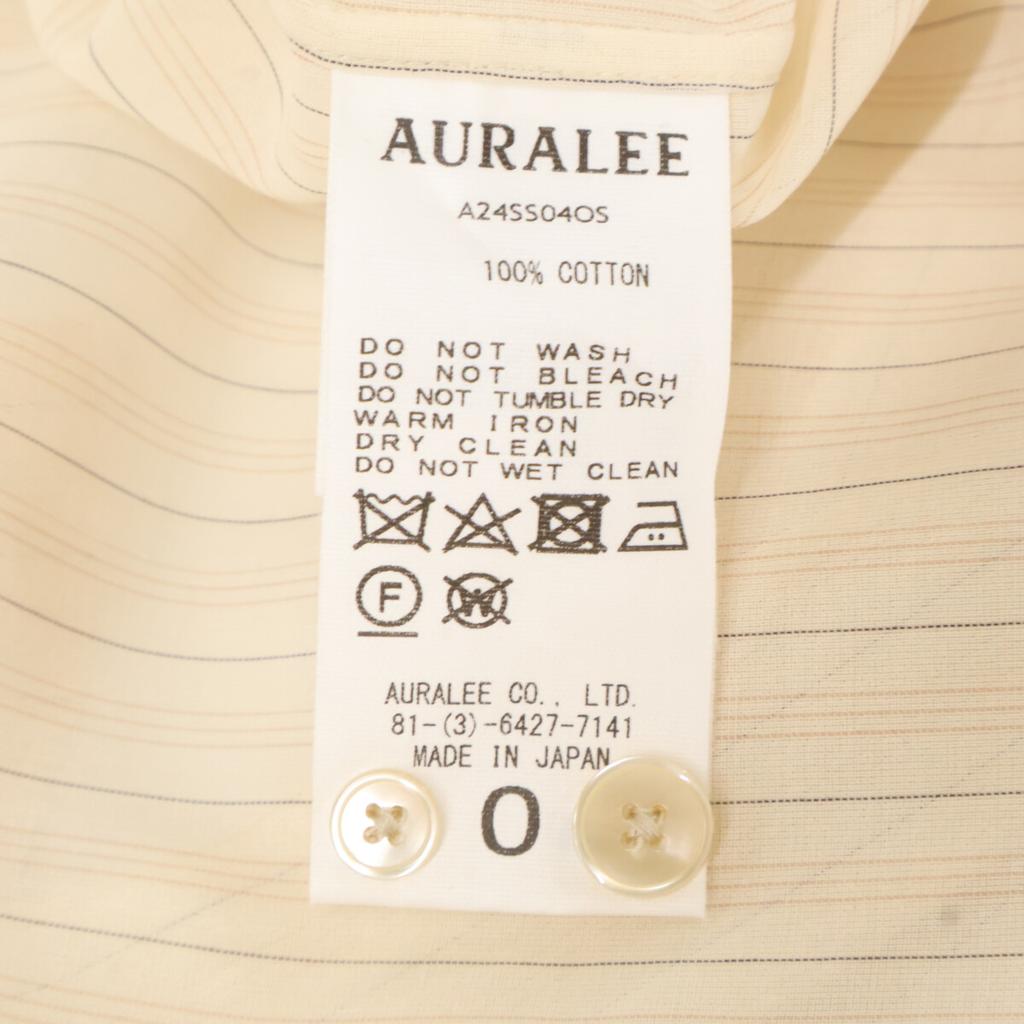 AURALEE
A24SS04OS
100% COTTON
DO NOT WASH
DO NOT BLEACH
DO NOT TUMBLE DRY
WARM IRON
DRY CLEAN
DO NOT WET CLEAN
F
W
AURALEE CO., LTD.
81-(3)-6427-7141
MADE IN JAPAN
0